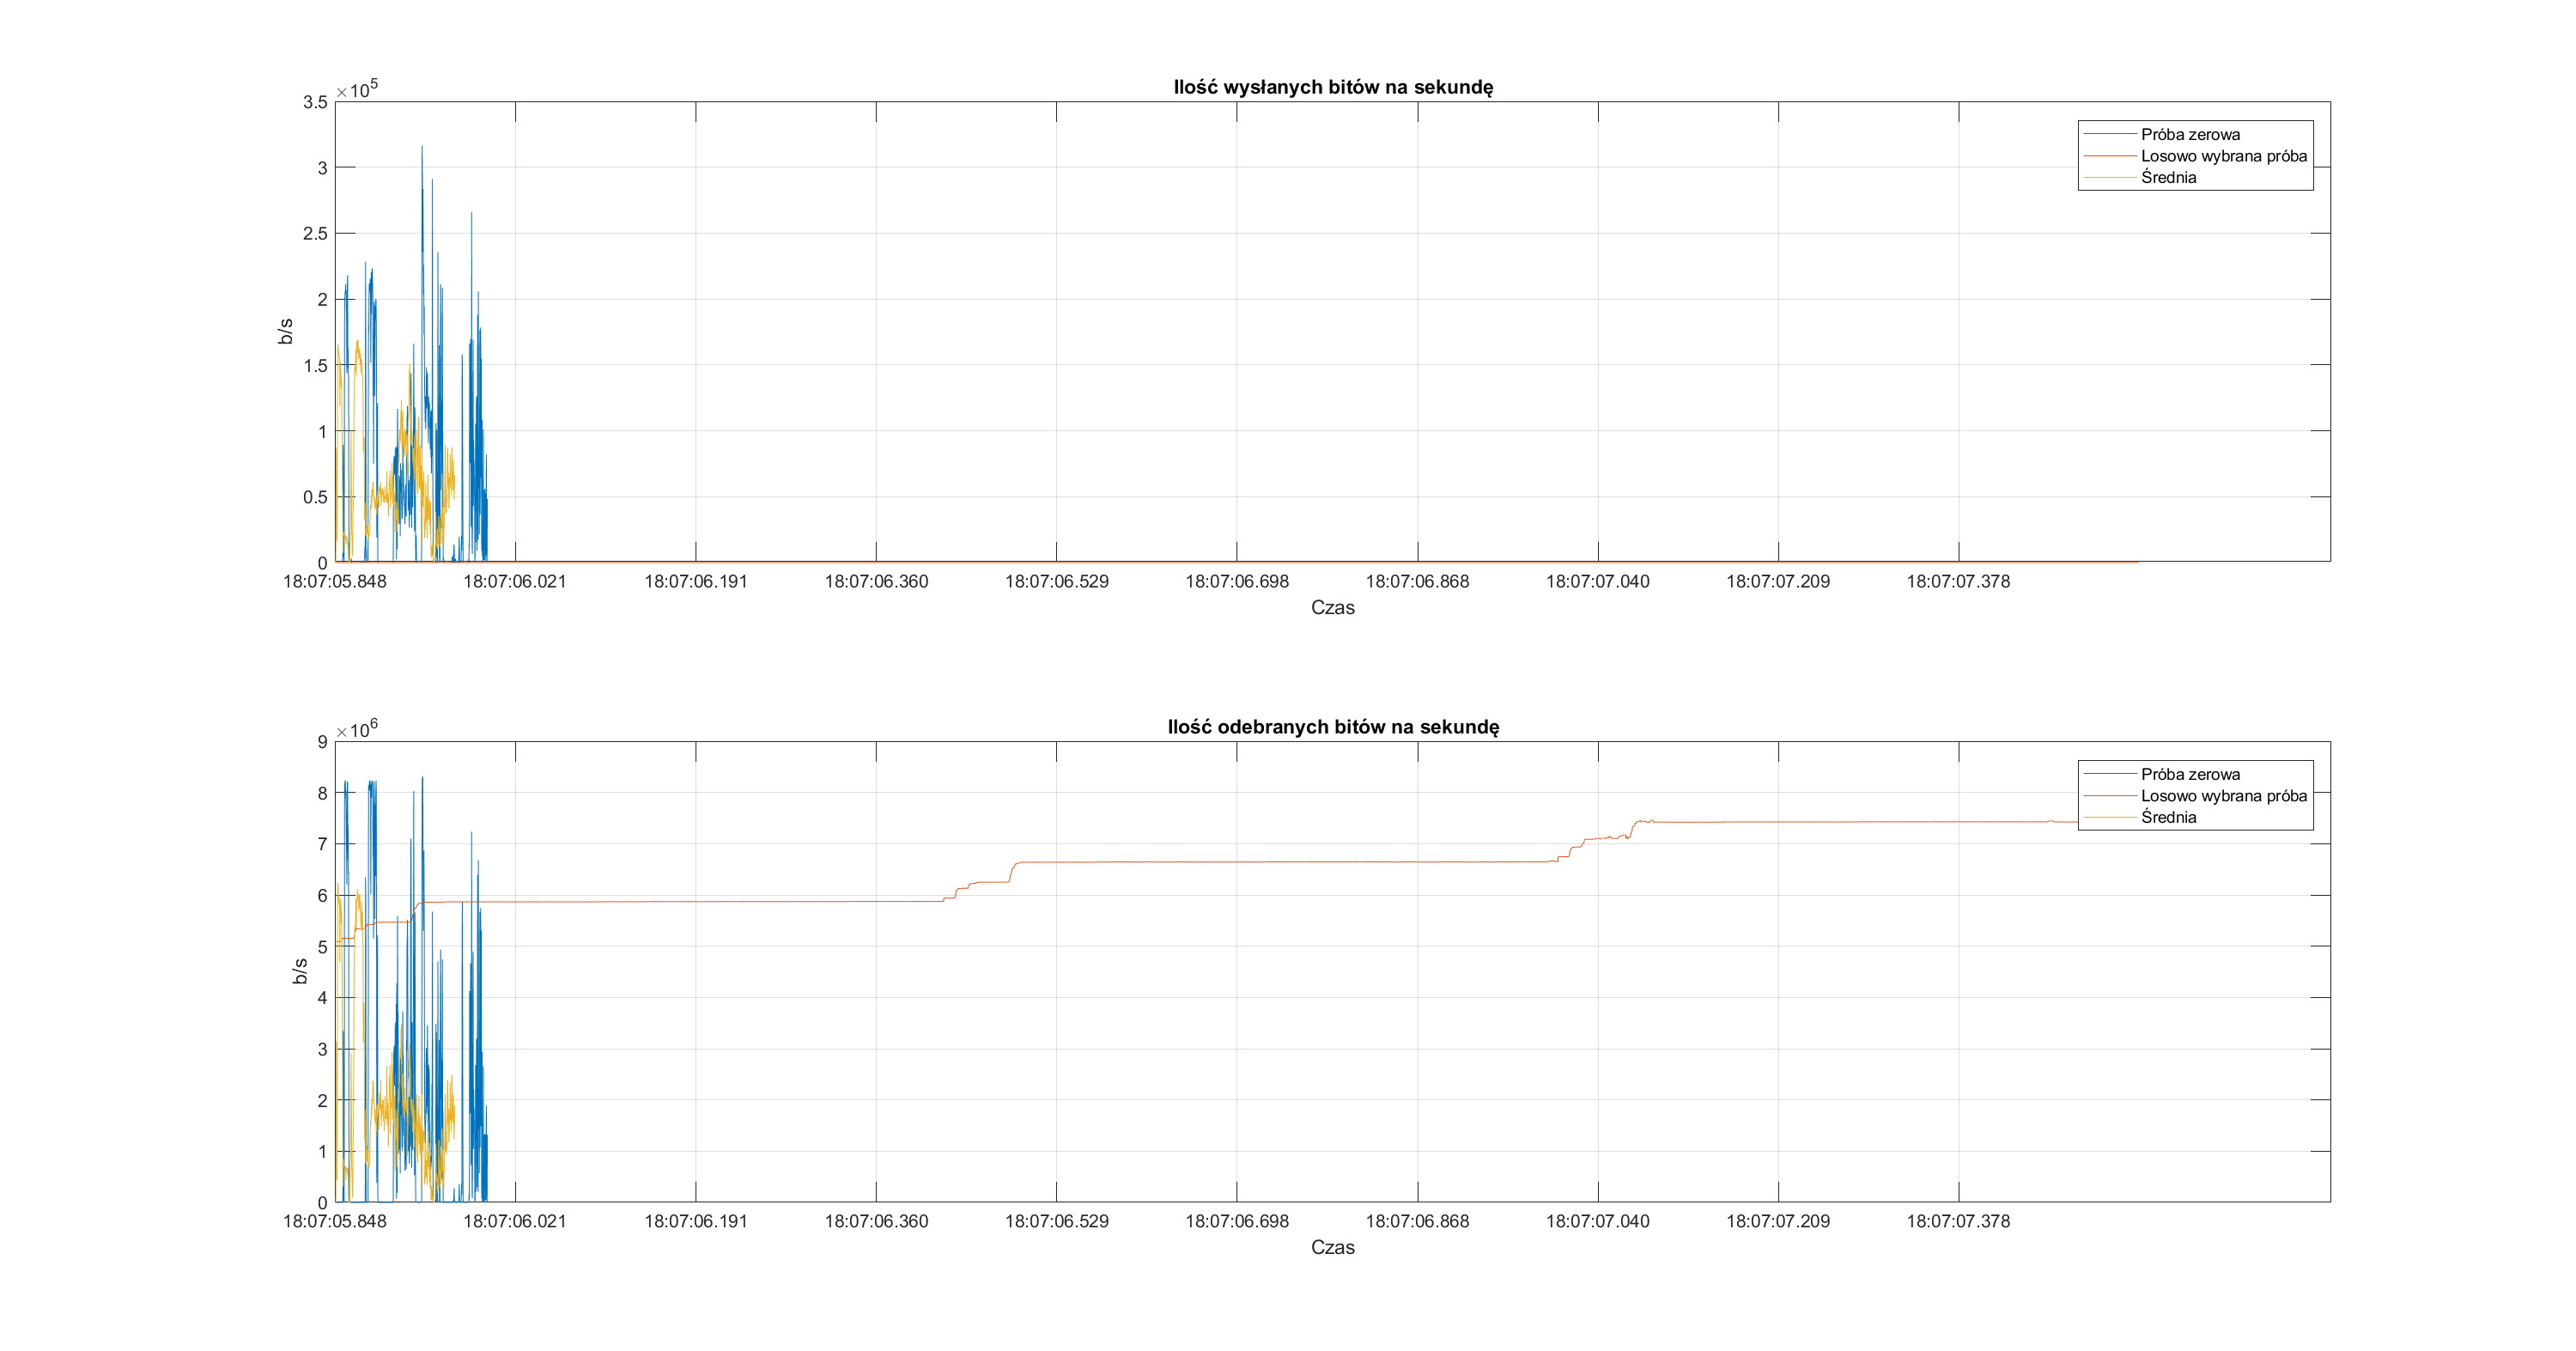 Ilość wysłanych bitów na sekundę
×10^5
3.5
3
2.5
2
1.5
1
0.5
0
b/s
Próba zerowa
Losowo wybrana próba
Średnia
18:07:05.848 18:07:06.021 18:07:06.191 18:07:06.360 18:07:06.529 18:07:06.698 18:07:06.868 18:07:07.040 18:07:07.209 18:07:07.378
Czas
Ilość odebranych bitów na sekundę
×10^6
9
8
7
6
5
4
3
2
1
0
b/s
Próba zerowa
Losowo wybrana próba
Średnia
18:07:05.848 18:07:06.021 18:07:06.191 18:07:06.360 18:07:06.529 18:07:06.698 18:07:06.868 18:07:07.040 18:07:07.209 18:07:07.378
Czas